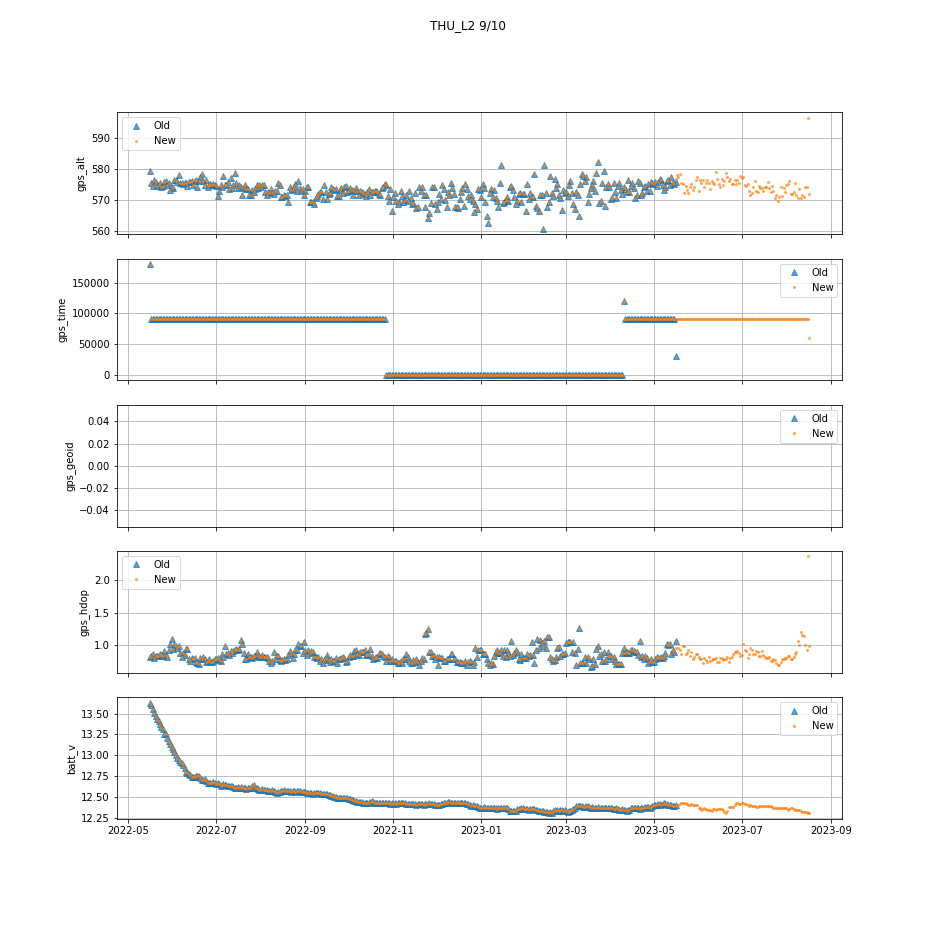 THU_L2 9/10
gps_alt
590
580
570
560
Old
New
gps_time
150000
100000
50000
0
Old
New
gps_geoid
0.04
0.02
0.00
−0.02
−0.04
Old
New
gps_hdop
2.0
1.5
1.0
Old
New
batt_v
13.50
13.25
13.00
12.75
12.50
12.25
Old
New
2022-05 2022-07 2022-09 2022-11 2023-01 2023-03 2023-05 2023-07 2023-09